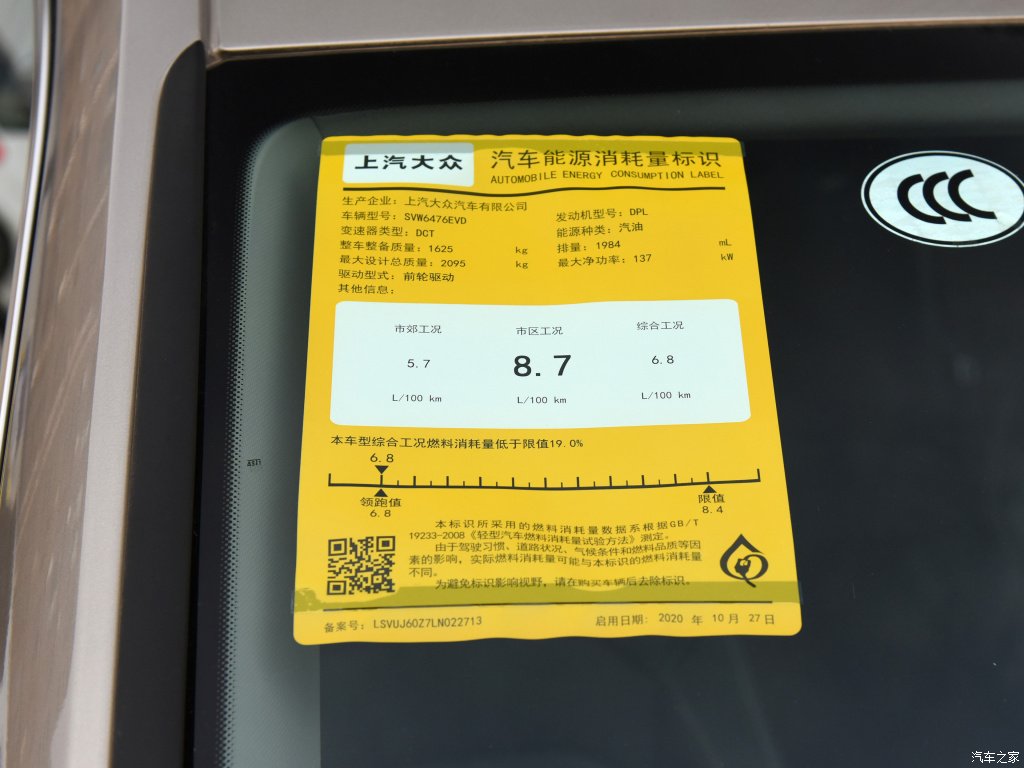 上汽大众
汽车能源消耗量标识
AUTOMOBILE ENERGY CONSUMPTION LABEL
生产企业：上汽大众汽车有限公司
车辆型号：SVW6476EVD
发动机型号：DPL
变速器类型：DCT
能源种类：汽油
整车整备质量：1625 kg
排量：1984 mL
最大设计总质量：2095 kg
最大净功率：137 kW
驱动型式：前轮驱动
其他信息：
市郊工况 市区工况 综合工况
5.7 8.7 6.8
L/100 km L/100 km L/100 km
本车型综合工况燃料消耗量低于限值19.0%
6.8
领跑值 限值
6.8 8.4
本标识所采用的燃料消耗量数据系根据GB/T
19233-2008《轻型汽车燃料消耗量试验方法》测定。
由于驾驶习惯、道路状况、气候条件和燃料品质等因
素的影响，实际燃料消耗量可能与本标识的燃料消耗量
不同。
为避免标识影响视野，请在购买车辆后去除标识。
备案号：LSVUJ60Z7LN022713
启用日期：2020 年 10 月 27 日
CCC
汽车之家